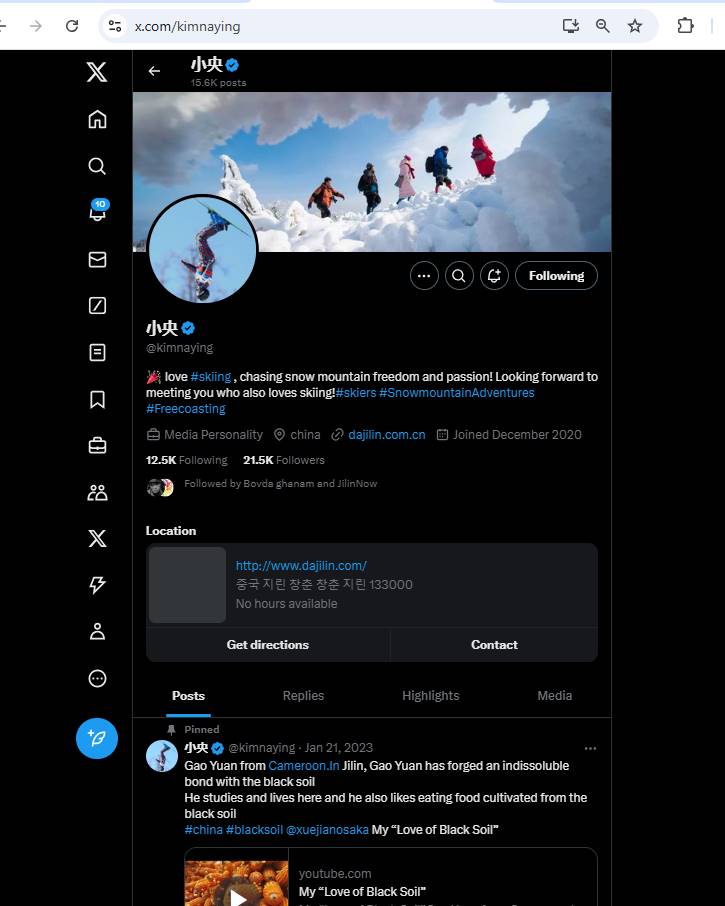 x.com/kimnaying
小央
15.6K posts
10
Following
小央
@kimnaying
love #skiing , chasing snow mountain freedom and passion! Looking forward to
meeting you who also loves skiing!#skiers #SnowmountainAdventures
#Freecoasting
Media Personality china dajilin.com.cn Joined December 2020
12.5K Following 21.5K Followers
Followed by Bovda ghanam and JilinNow
Location
http://www.dajilin.com/
중국 지린 창춘 창춘 지린 133000
No hours available
Get directions Contact
Posts Replies Highlights Media
Pinned
小央 @kimnaying · Jan 21, 2023
Gao Yuan from Cameroon.In Jilin, Gao Yuan has forged an indissoluble
bond with the black soil
He studies and lives here and he also likes eating food cultivated from the
black soil
#china #blacksoil @xuejianosaka My “Love of Black Soil”
youtube.com
My “Love of Black Soil”